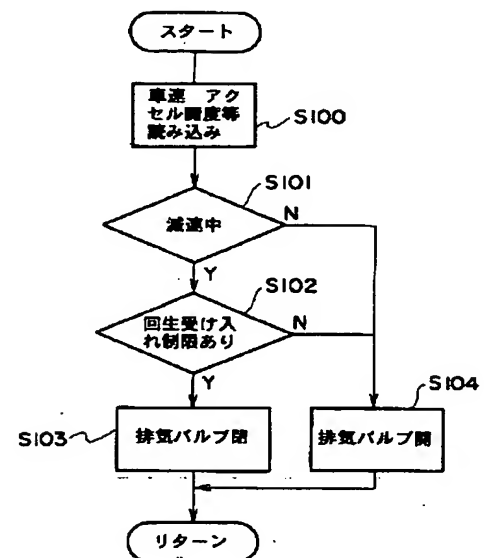 スタート
車速 アク
セル開度等
読み込み
S100
S101
減速中
N
Y
S102
回生受け入
れ制限あり
N
Y
S103
排気バルブ閉
S104
排気バルブ開
リターン